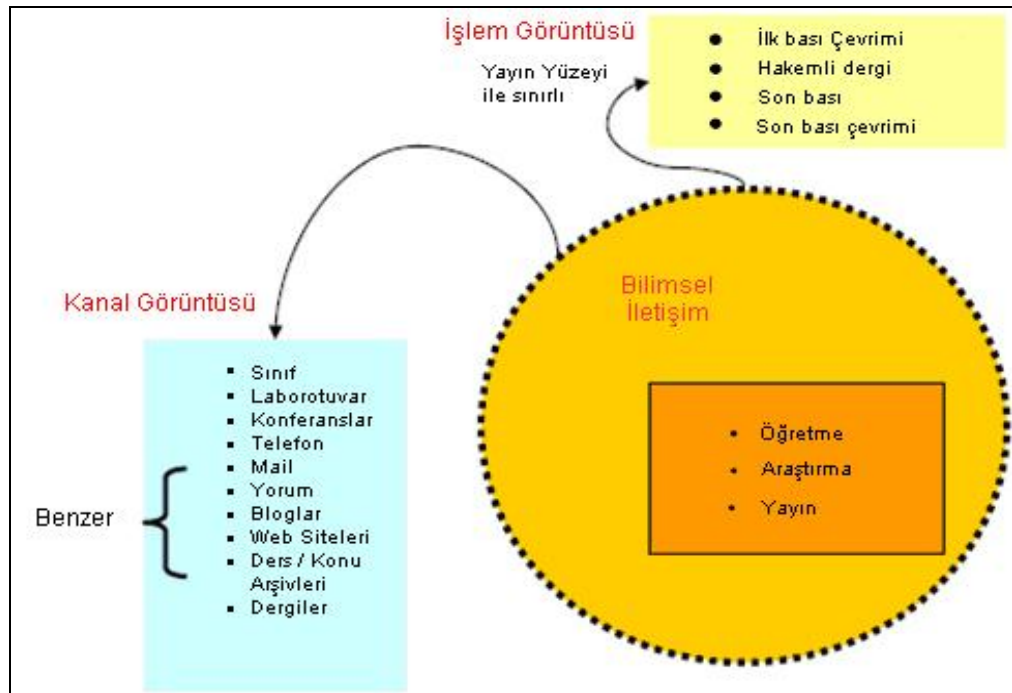 İşlem Görüntüsü
Yayın Yüzeyi
ile sınırlı
İlk bası Çevrimi
Hakemli dergi
Son bası
Son bası çevrimi
Kanal Görüntüsü
Bilimsel
İletişim
Sınıf
Laborotuvar
Konferanslar
Telefon
Mail
Yorum
Bloglar
Web Siteleri
Ders / Konu
Arşivleri
Dergiler
Benzer
Öğretme
Araştırma
Yayın